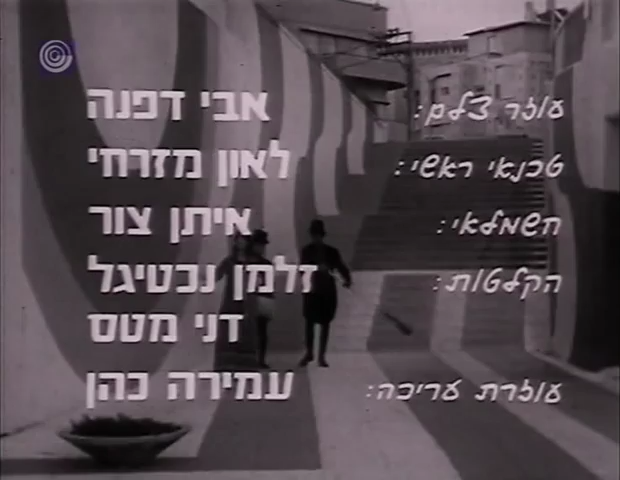 עוזר צלם: אבי דפנה
טכנאי ראשי: לאון מזרחי
חשמלאי: איתן צור
הקלטות: זלמן נכטיגל
דני מטס
עוזרת עריכה: עמירה כהן